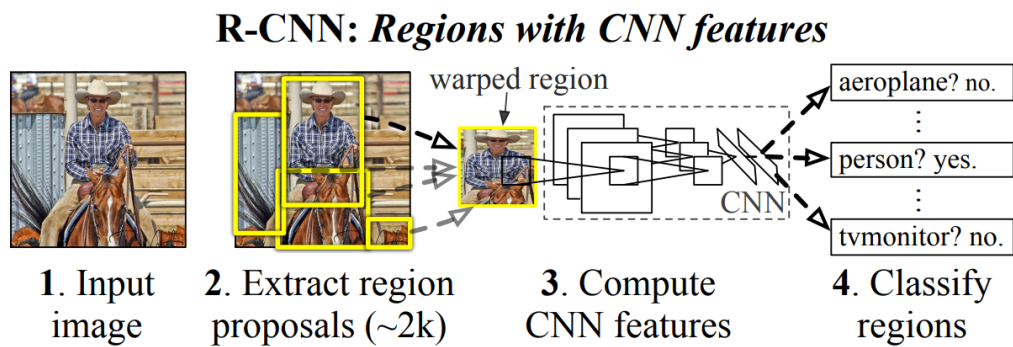 R-CNN: Regions with CNN features
warped region
aeroplane? no.
⋮
person? yes.
⋮
tvmonitor? no.
CNN
1. Input
image
2. Extract region
proposals (~2k)
3. Compute
CNN features
4. Classify
regions